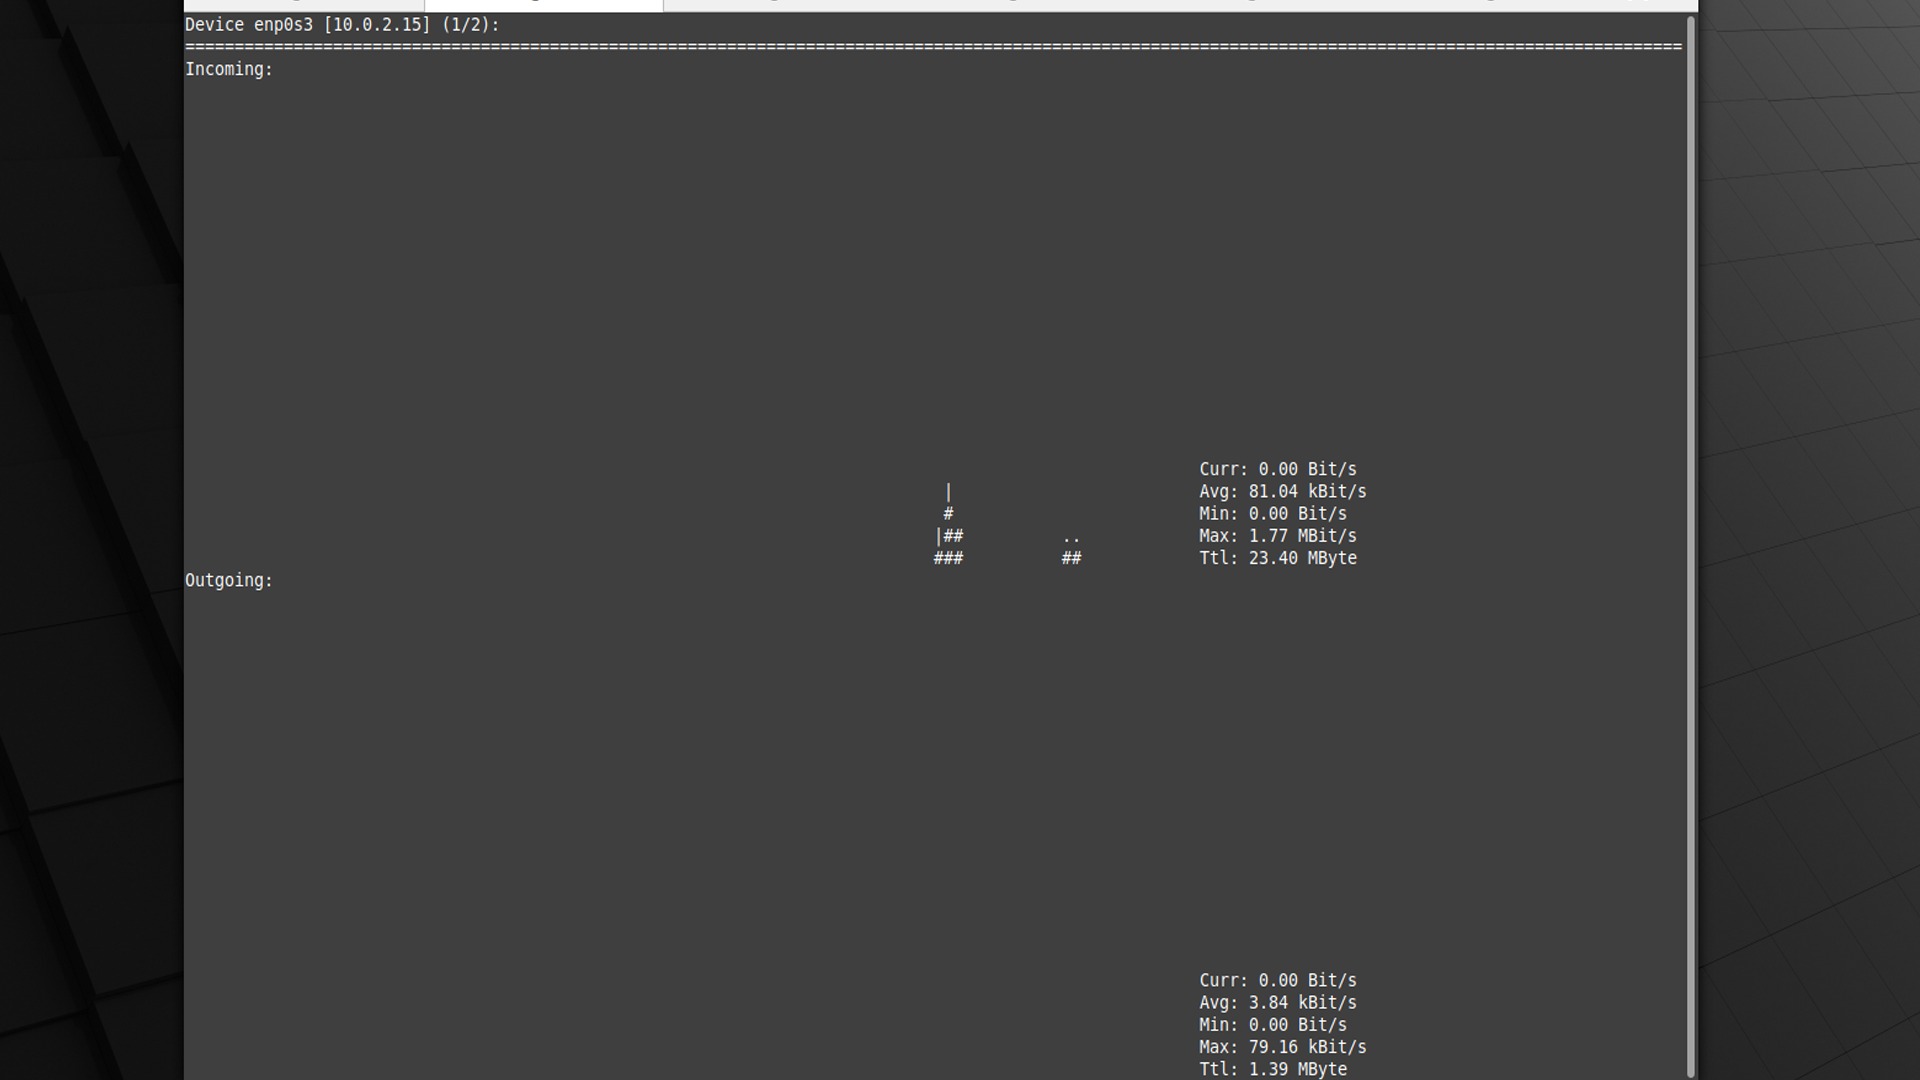 Device enp0s3 [10.0.2.15] (1/2):
========================================================================================================================================================
Incoming:
Curr: 0.00 Bit/s
| Avg: 81.04 kBit/s
# Min: 0.00 Bit/s
|## .. Max: 1.77 MBit/s
### ## Ttl: 23.40 MByte
Outgoing:
Curr: 0.00 Bit/s
Avg: 3.84 kBit/s
Min: 0.00 Bit/s
Max: 79.16 kBit/s
Ttl: 1.39 MByte